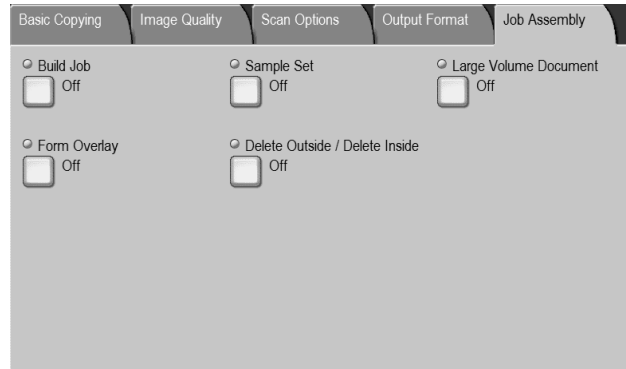 Basic Copying Image Quality Scan Options Output Format Job Assembly
Build Job Sample Set Large Volume Document
Off Off Off
Form Overlay Delete Outside / Delete Inside
Off Off